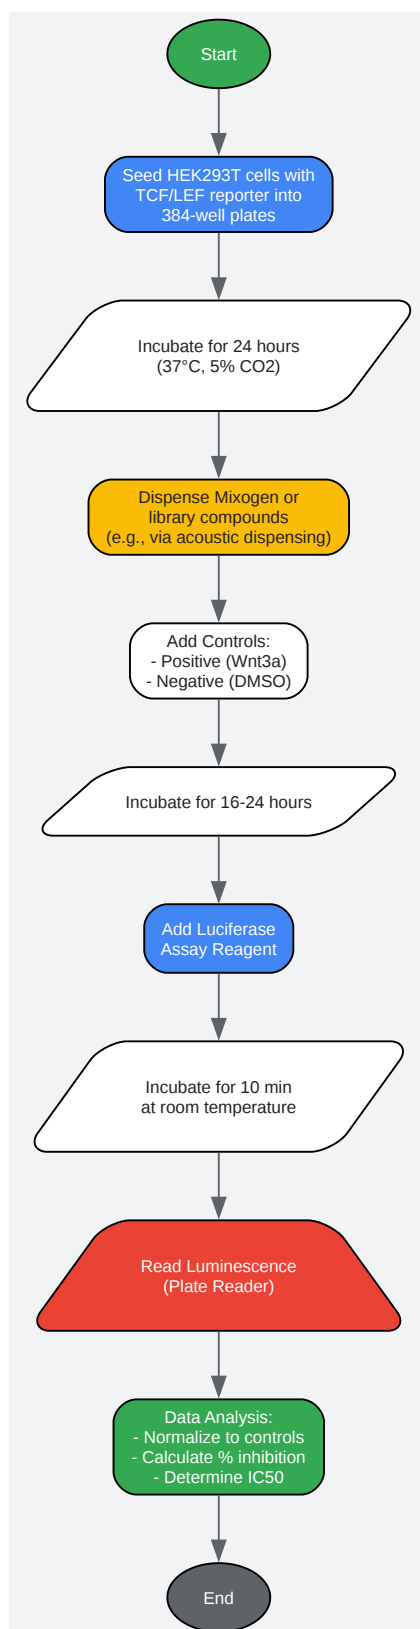 Start
Seed HEK293T cells with
TCF/LEF reporter into
384-well plates
Incubate for 24 hours
(37°C, 5% CO2)
Dispense Mixogen or
library compounds
(e.g., via acoustic dispensing)
Add Controls:
- Positive (Wnt3a)
- Negative (DMSO)
Incubate for 16-24 hours
Add Luciferase
Assay Reagent
Incubate for 10 min
at room temperature
Read Luminescence
(Plate Reader)
Data Analysis:
- Normalize to controls
- Calculate % inhibition
- Determine IC50
End